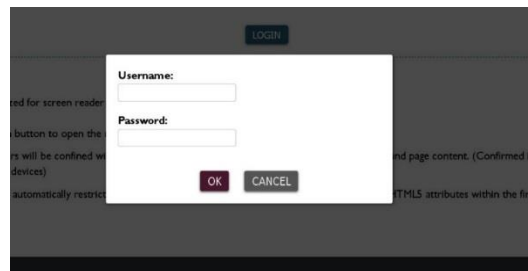 LOGIN
Username:
ted for screen reader
Password:
button to open the
rs will be confined wi
nd page content. (Confirmed
devices)
automatically restrict
HTML5 attributes within the fir
OK
CANCEL